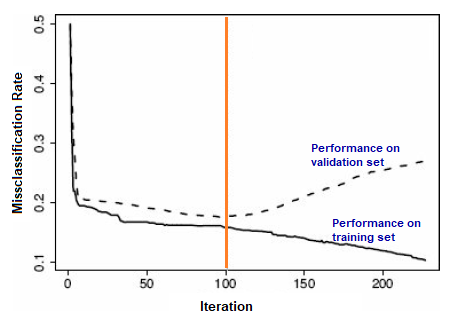 0.5
0.4
0.3
0.2
0.1
Missclassification Rate
Performance on
validation set
Performance on
training set
0
50
100
150
200
Iteration